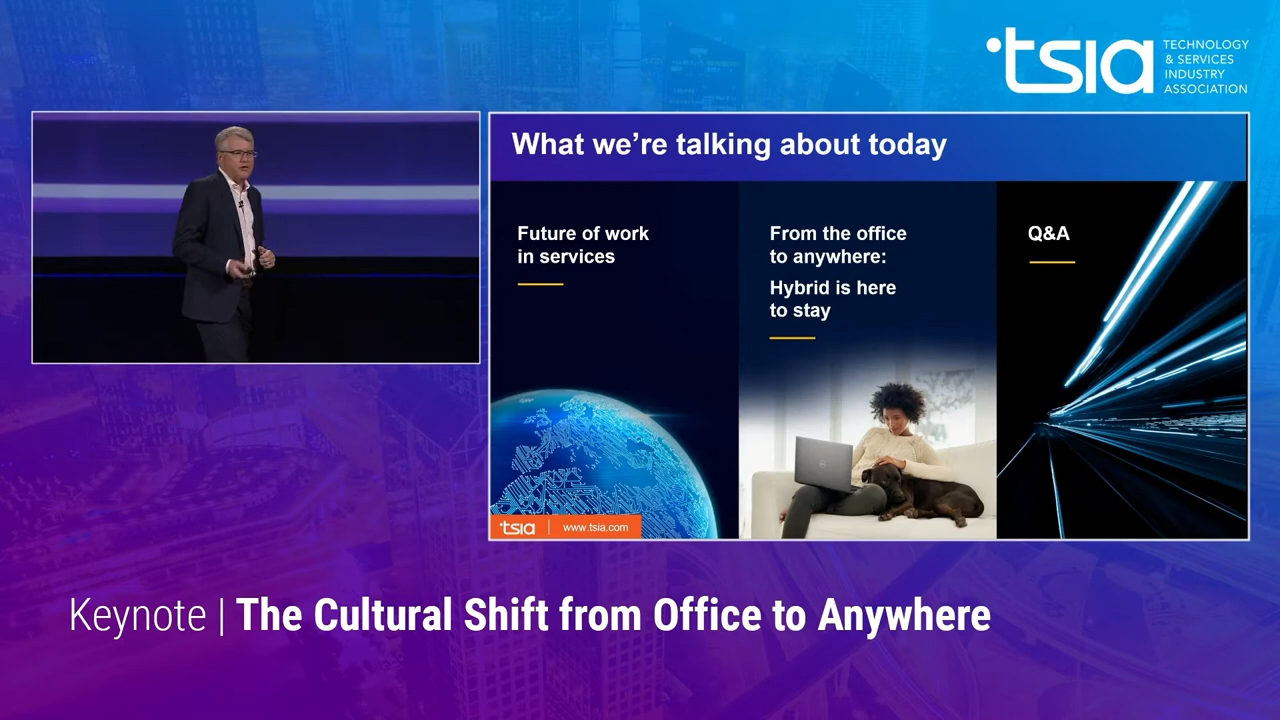 tsia
TECHNOLOGY
& SERVICES
INDUSTRY
ASSOCIATION
What we're talking about today
Future of work
in services
From the office
to anywhere:
Hybrid is here
to stay
Q&A
tsia | www.tsia.com
Keynote | The Cultural Shift from Office to Anywhere